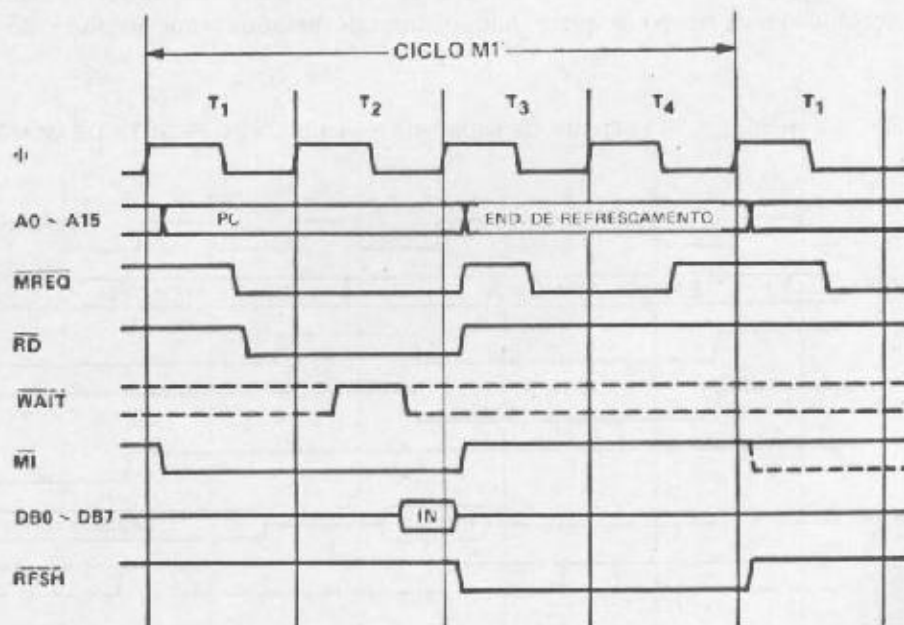 CICLO M1
T1 T2 T3 T4 T1
Φ
A0 ~ A15 PC END. DE REFRESCAMENTO
MREQ
RD
WAIT
M1
DB0 ~ DB7 IN
RFSH